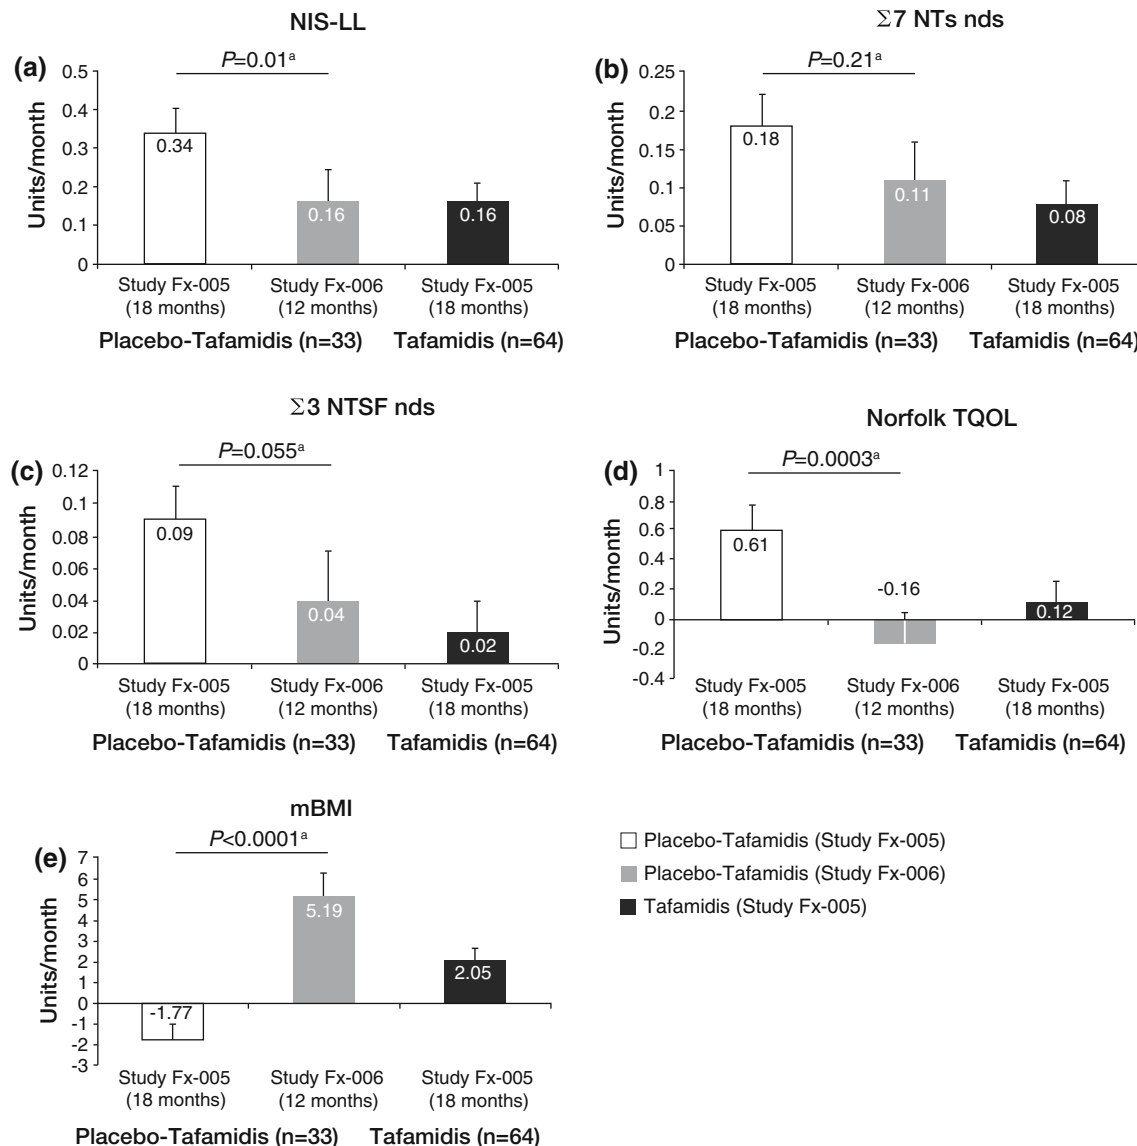 NIS-LL
(a)
P=0.01ᵃ
Units/month
0.5
0.4
0.3
0.2
0.1
0
0.34
0.16
0.16
Study Fx-005 Study Fx-006 Study Fx-005
(18 months) (12 months) (18 months)
Placebo-Tafamidis (n=33) Tafamidis (n=64)
Σ7 NTs nds
(b)
P=0.21ᵃ
Units/month
0.25
0.2
0.15
0.1
0.05
0
0.18
0.11
0.08
Study Fx-005 Study Fx-006 Study Fx-005
(18 months) (12 months) (18 months)
Placebo-Tafamidis (n=33) Tafamidis (n=64)
Σ3 NTSF nds
(c)
P=0.055ᵃ
Units/month
0.12
0.1
0.08
0.06
0.04
0.02
0
0.09
0.04
0.02
Study Fx-005 Study Fx-006 Study Fx-005
(18 months) (12 months) (18 months)
Placebo-Tafamidis (n=33) Tafamidis (n=64)
Norfolk TQOL
(d)
P=0.0003ᵃ
Units/month
1
0.8
0.6
0.4
0.2
0
-0.2
-0.4
0.61
-0.16
0.12
Study Fx-005 Study Fx-006 Study Fx-005
(18 months) (12 months) (18 months)
Placebo-Tafamidis (n=33) Tafamidis (n=64)
mBMI
(e)
P<0.0001ᵃ
Units/month
7
6
5
4
3
2
1
0
-1
-2
-3
-1.77
5.19
2.05
Study Fx-005 Study Fx-006 Study Fx-005
(18 months) (12 months) (18 months)
Placebo-Tafamidis (n=33) Tafamidis (n=64)
Placebo-Tafamidis (Study Fx-005)
Placebo-Tafamidis (Study Fx-006)
Tafamidis (Study Fx-005)